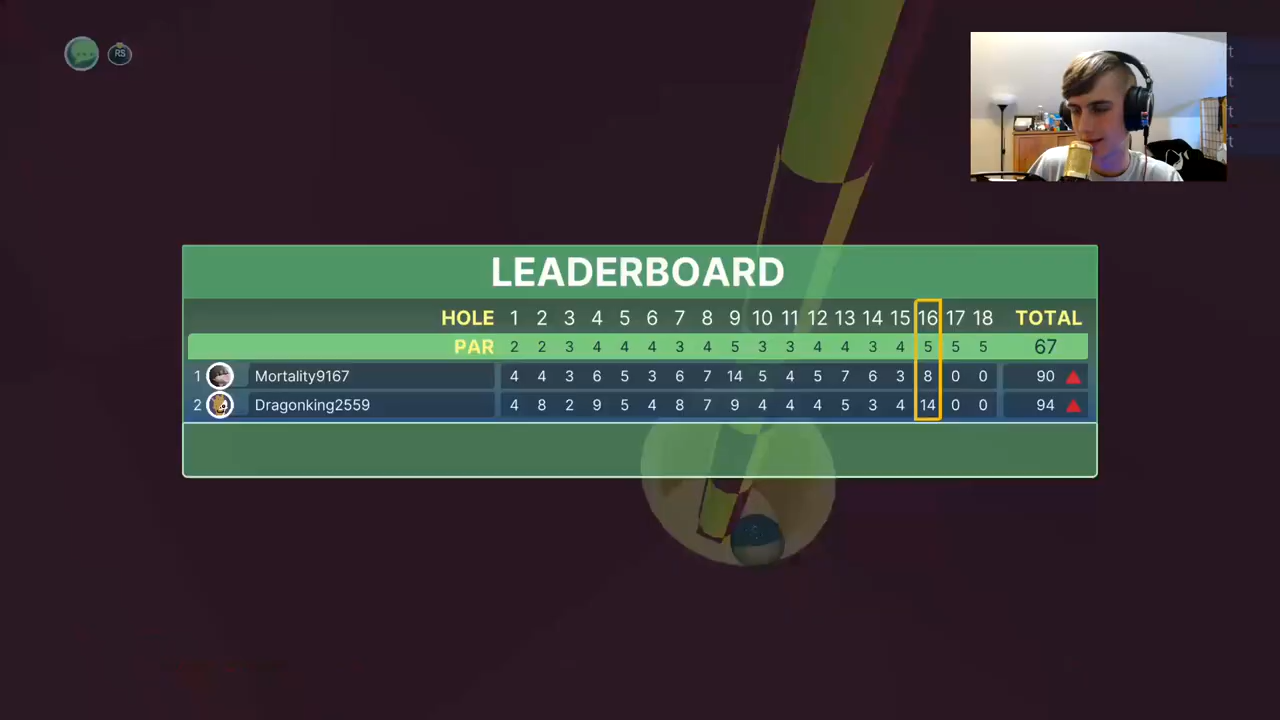 RS
t
t
t
t
LEADERBOARD
HOLE 1 2 3 4 5 6 7 8 9 10 11 12 13 14 15 16 17 18 TOTAL
PAR 2 2 3 4 4 4 3 4 5 3 3 4 4 3 4 5 5 5 67
1 Mortality9167 4 4 3 6 5 3 6 7 14 5 4 5 7 6 3 8 0 0 90
2 Dragonking2559 4 8 2 9 5 4 8 7 9 4 4 4 5 3 4 14 0 0 94